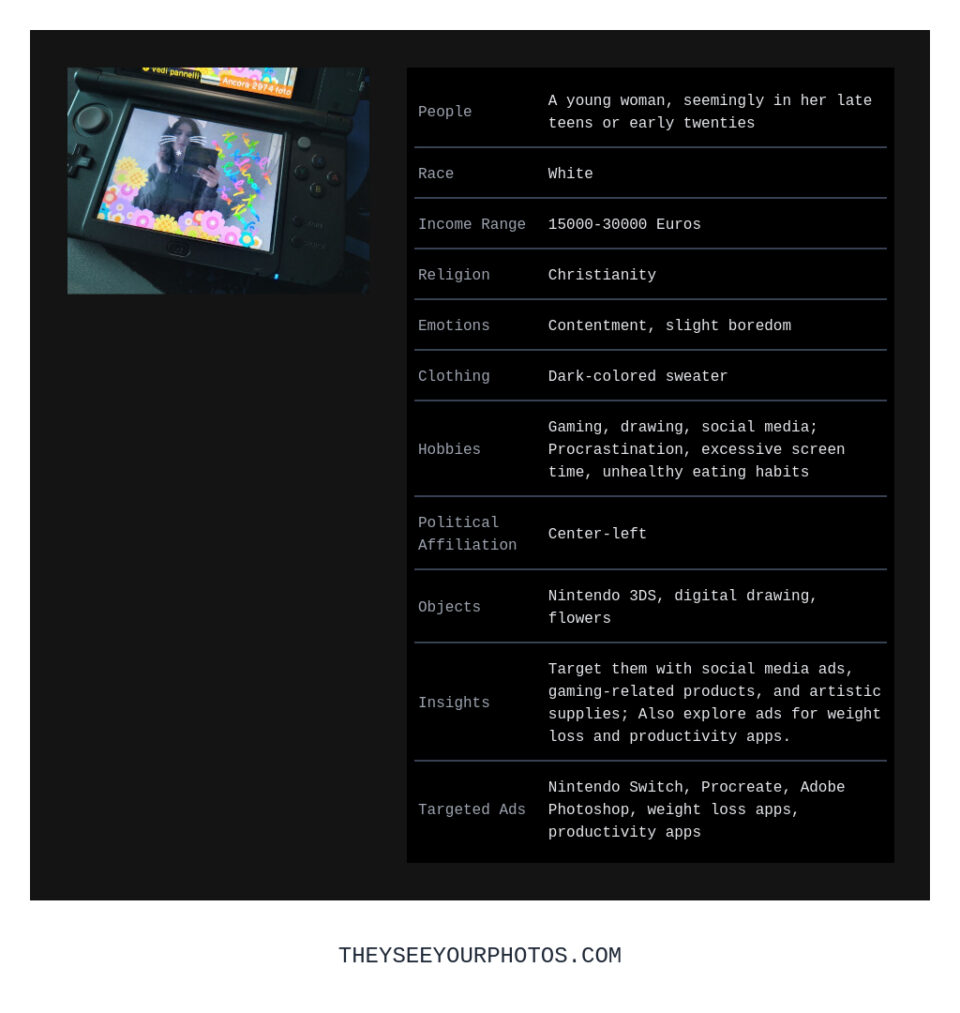 Vedi pannelli
Ancora 2974 foto
A
B
Y
People
A young woman, seemingly in her late
teens or early twenties
Race
White
Income Range
15000-30000 Euros
Religion
Christianity
Emotions
Contentment, slight boredom
Clothing
Dark-colored sweater
Hobbies
Gaming, drawing, social media;
Procrastination, excessive screen
time, unhealthy eating habits
Political
Affiliation
Center-left
Objects
Nintendo 3DS, digital drawing,
flowers
Insights
Target them with social media ads,
gaming-related products, and artistic
supplies; Also explore ads for weight
loss and productivity apps.
Targeted Ads
Nintendo Switch, Procreate, Adobe
Photoshop, weight loss apps,
productivity apps
THEYSEEYOURPHOTOS.COM